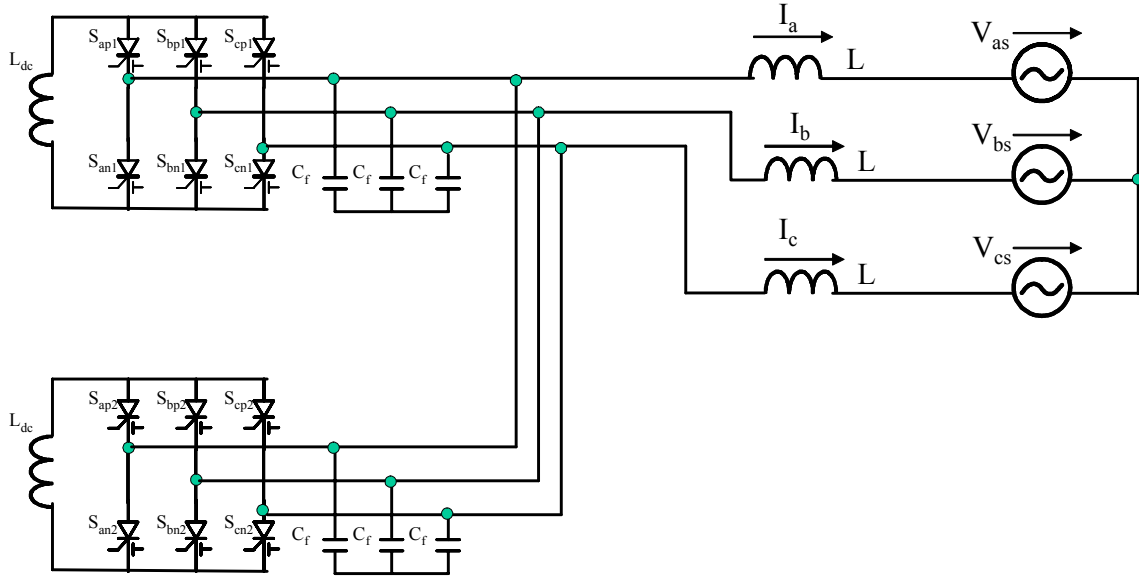 S_ap1 S_bp1 S_cp1
L_dc
S_an1 S_bn1 S_cn1
C_f C_f C_f
I_a
L
V_as
I_b
L
V_bs
I_c
L
V_cs
S_ap2 S_bp2 S_cp2
L_dc
S_an2 S_bn2 S_cn2
C_f C_f C_f